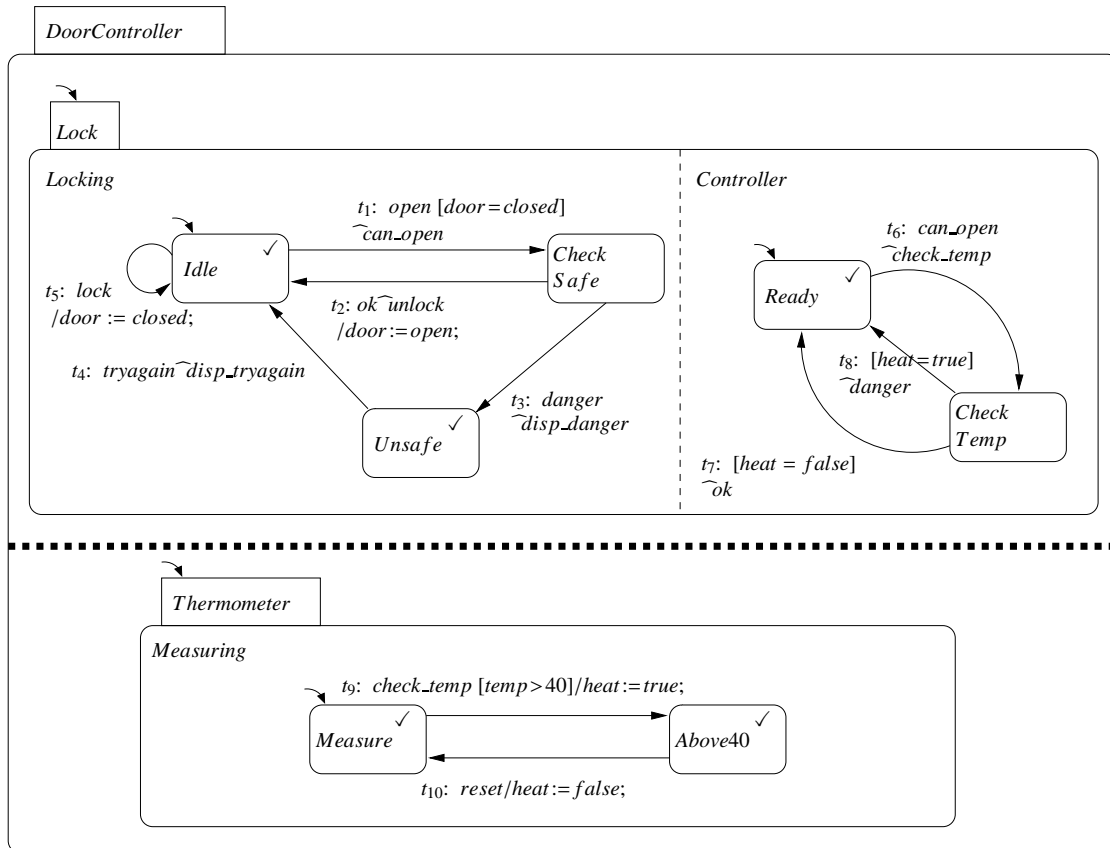 DoorController
Lock
Locking
Controller
t1: open [door=closed]
^can_open
t6: can_open
^check_temp
✓
Idle
Check
Safe
✓
Ready
t5: lock
/door := closed;
t2: ok^unlock
/door:=open;
t8: [heat=true]
^danger
t4: tryagain^disp_tryagain
t3: danger
^disp_danger
Check
Temp
✓
Unsafe
t7: [heat = false]
^ok
Thermometer
Measuring
t9: check_temp [temp>40]/heat:=true;
✓
Measure
✓
Above40
t10: reset/heat:=false;